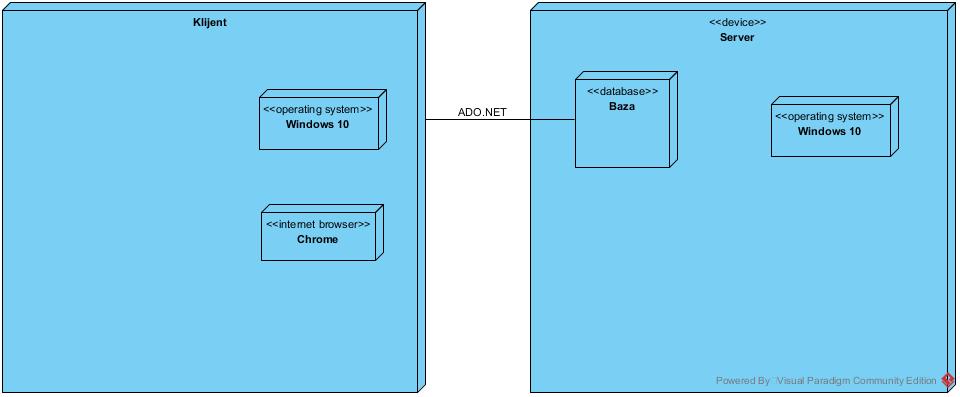 Klijent
<<operating system>>
Windows 10
<<internet browser>>
Chrome
ADO.NET
<<device>>
Server
<<database>>
Baza
<<operating system>>
Windows 10
Powered By Visual Paradigm Community Edition